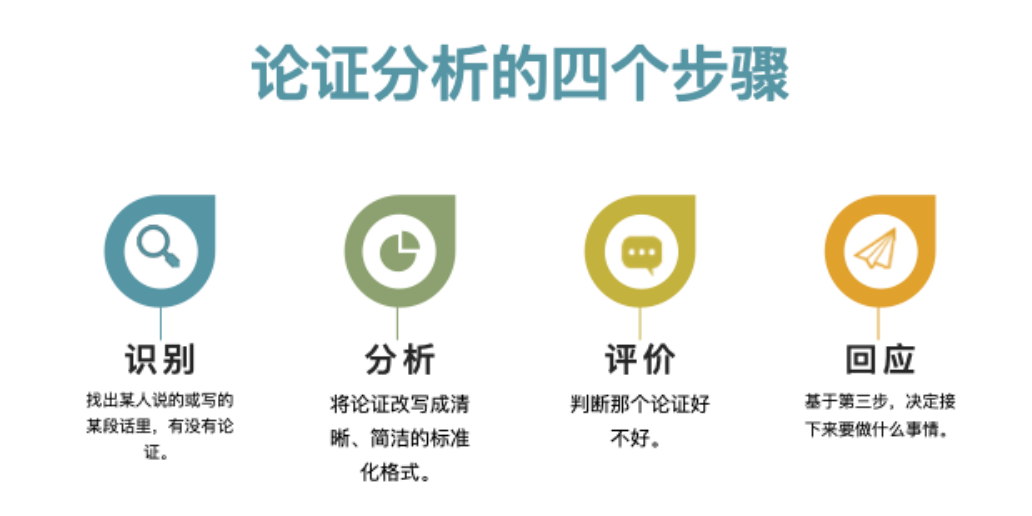 论证分析的四个步骤
识别
找出某人说的或写的
某段话里，有没有论
证。
分析
将论证改写成清
晰、简洁的标准
化格式。
评价
判断那个论证好
不好。
回应
基于第三步，决定接
下来要做什么事情。